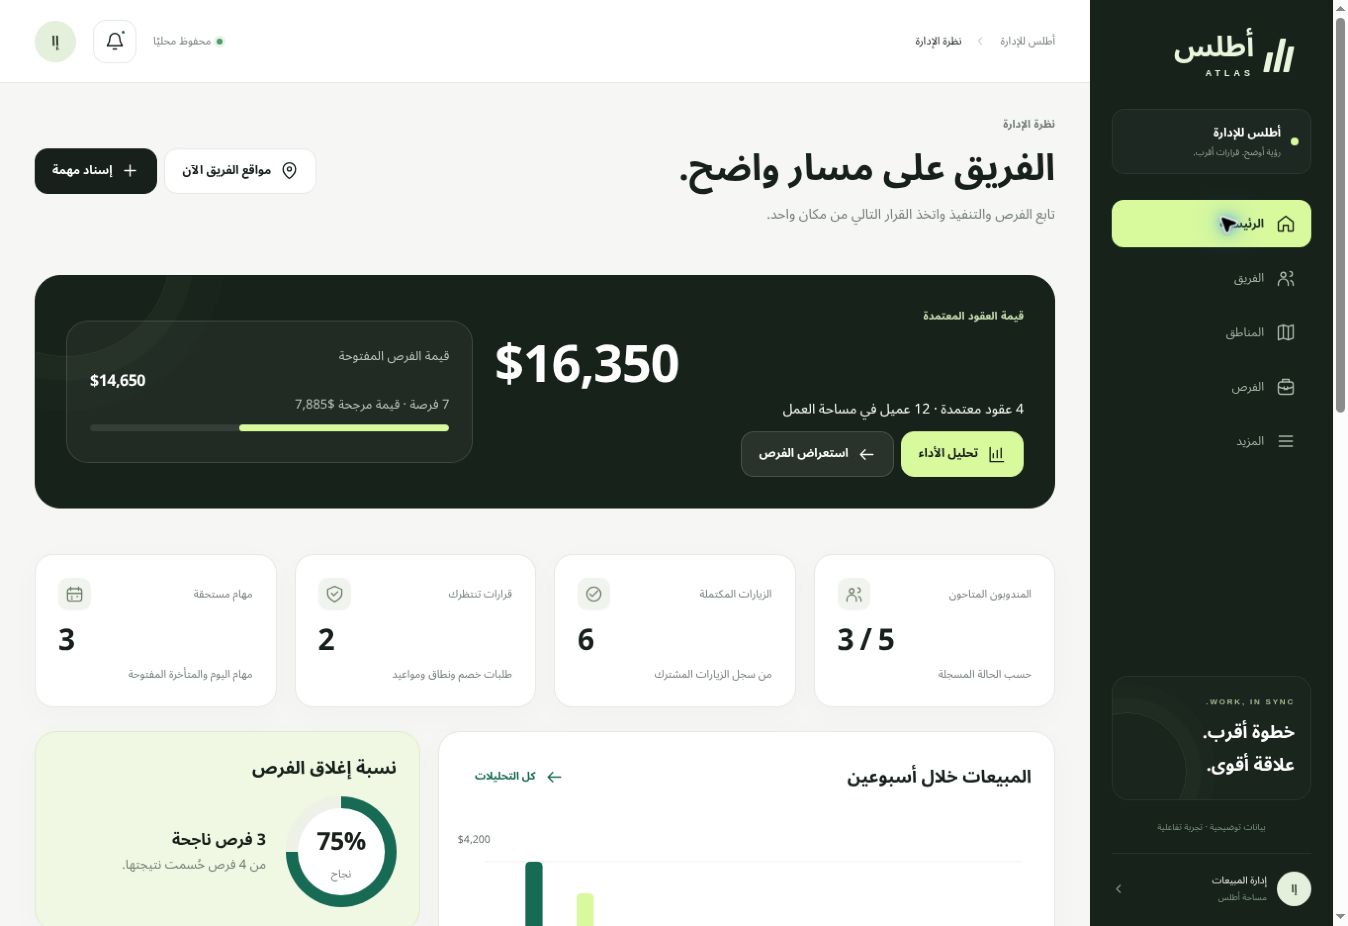 أطلس
ATLAS
أطلس للإدارة
رؤية أوضح. قرارات أقرب.
الفريق
المناطق
الفرص
المزيد
WORK, IN SYNC.
خطوة أقرب.
علاقة أقوى.
بيانات توضيحية · تجربة تفاعلية
إدارة المبيعات
مساحة أطلس
إا
أطلس للإدارة
نظرة الإدارة
محفوظ محليًا
إا
نظرة الإدارة
الفريق على مسار واضح.
تابع الفرص والتنفيذ واتخذ القرار التالي من مكان واحد.
مواقع الفريق الآن
إسناد مهمة
قيمة العقود المعتمدة
$16,350
4 عقود معتمدة · 12 عميل في مساحة العمل
تحليل الأداء
استعراض الفرص
قيمة الفرص المفتوحة
$14,650
7 فرصة · قيمة مرجحة $7,885
المندوبون المتاحون
3 / 5
حسب الحالة المسجلة
الزيارات المكتملة
6
من سجل الزيارات المشترك
قرارات تنتظرك
2
طلبات خصم ونطاق ومواعيد
مهام مستحقة
3
مهام اليوم والمتأخرة المفتوحة
المبيعات خلال أسبوعين
كل التحليلات
$4,200
نسبة إغلاق الفرص
75%
نجاح
3 فرص ناجحة
من 4 فرص حُسمت نتيجتها.